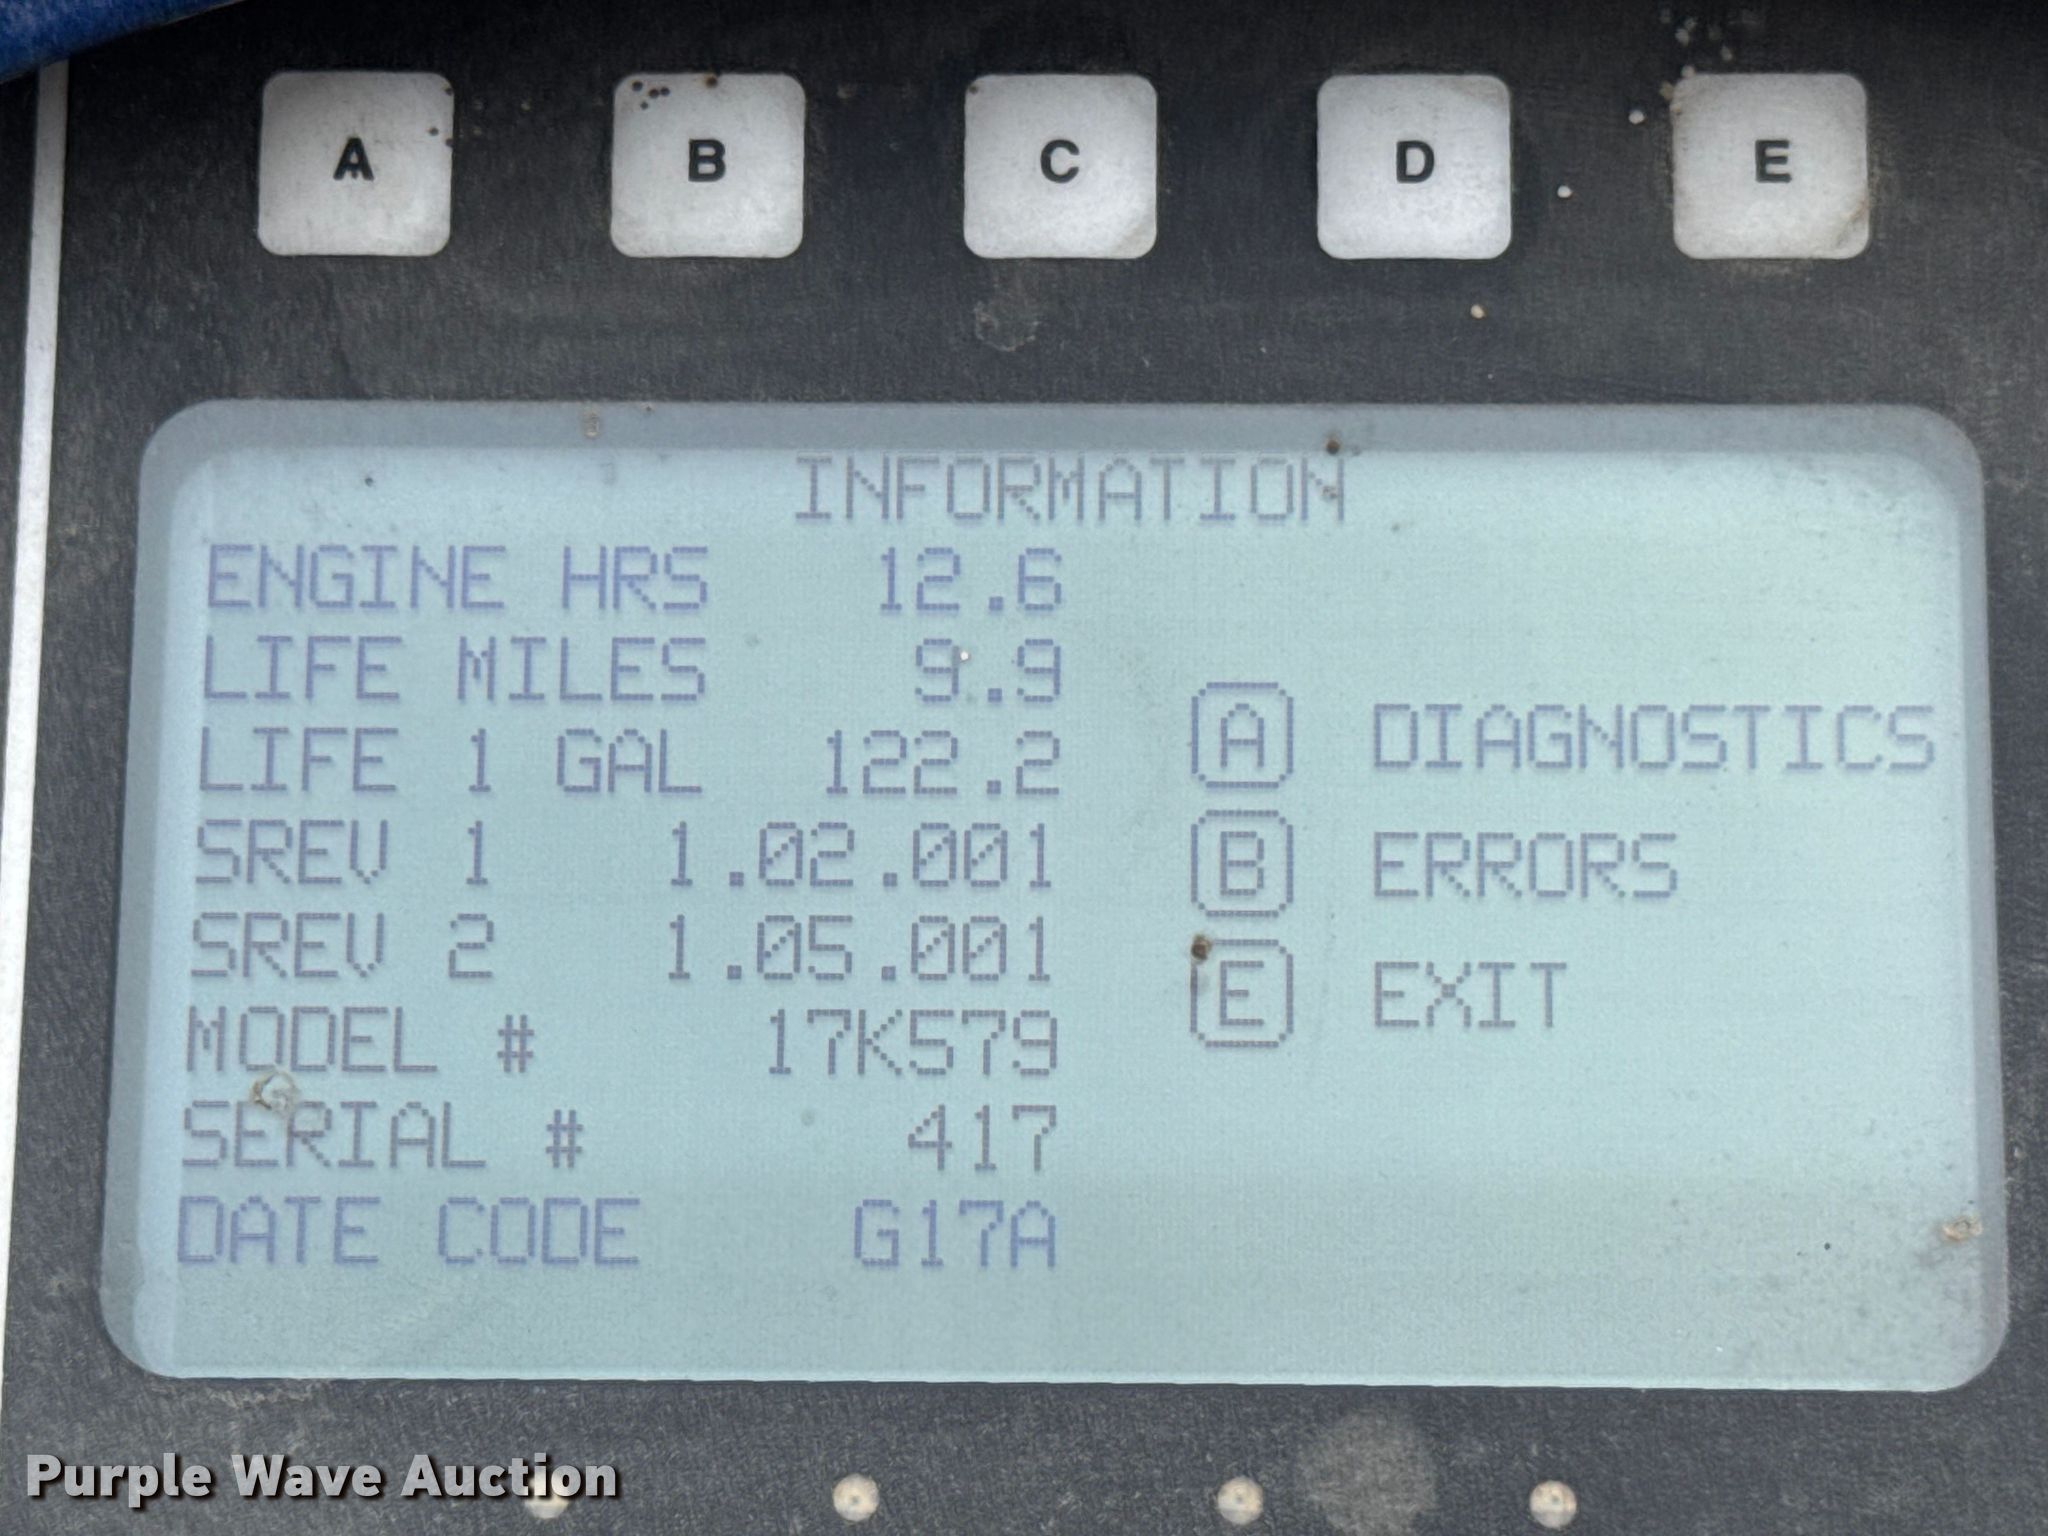 A B C D E
INFORMATION
ENGINE HRS 12.6
LIFE MILES 9.9
LIFE 1 GAL 122.2
SREV 1 1.02.001
SREV 2 1.05.001
MODEL # 17K579
SERIAL # 417
DATE CODE G17A
A DIAGNOSTICS
B ERRORS
E EXIT
Purple Wave Auction